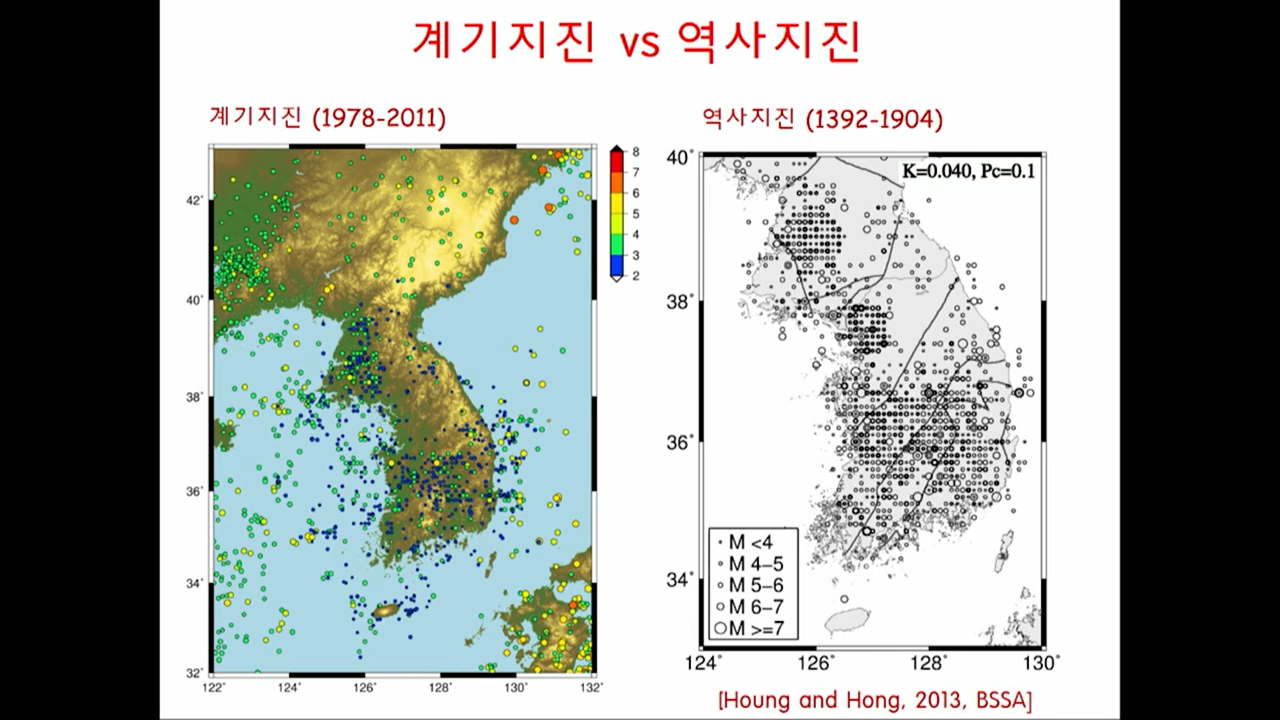 계기지진 vs 역사지진
계기지진 (1978-2011)
역사지진 (1392-1904)
42°
40°
38°
36°
34°
32°
122°
124°
126°
128°
130°
132°
8
7
6
5
4
3
2
K=0.040, Pc=0.1
40°
38°
36°
34°
M <4
M 4–5
M 5–6
M 6–7
M >=7
124°
126°
128°
130°
[Houng and Hong, 2013, BSSA]